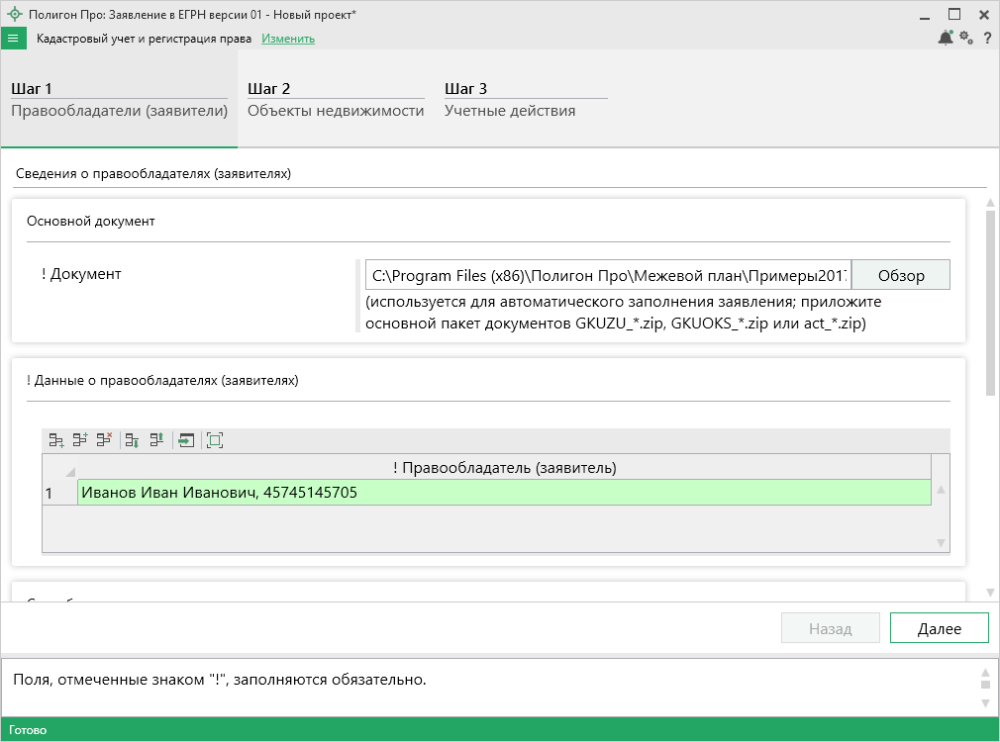 Полигон Про: Заявление в ЕГРН версии 01 - Новый проект*
Кадастровый учет и регистрация права Изменить
?
Шаг 1
Правообладатели (заявители)
Шаг 2
Объекты недвижимости
Шаг 3
Учетные действия
Сведения о правообладателях (заявителях)
Основной документ
! Документ
C:\Program Files (x86)\Полигон Про\Межевой план\Примеры2017
Обзор
(используется для автоматического заполнения заявления; приложите
основной пакет документов GKUZU_*.zip, GKUOKS_*.zip или act_*.zip)
! Данные о правообладателях (заявителях)
! Правообладатель (заявитель)
1 Иванов Иван Иванович, 45745145705
Назад
Далее
Поля, отмеченные знаком "!", заполняются обязательно.
Готово